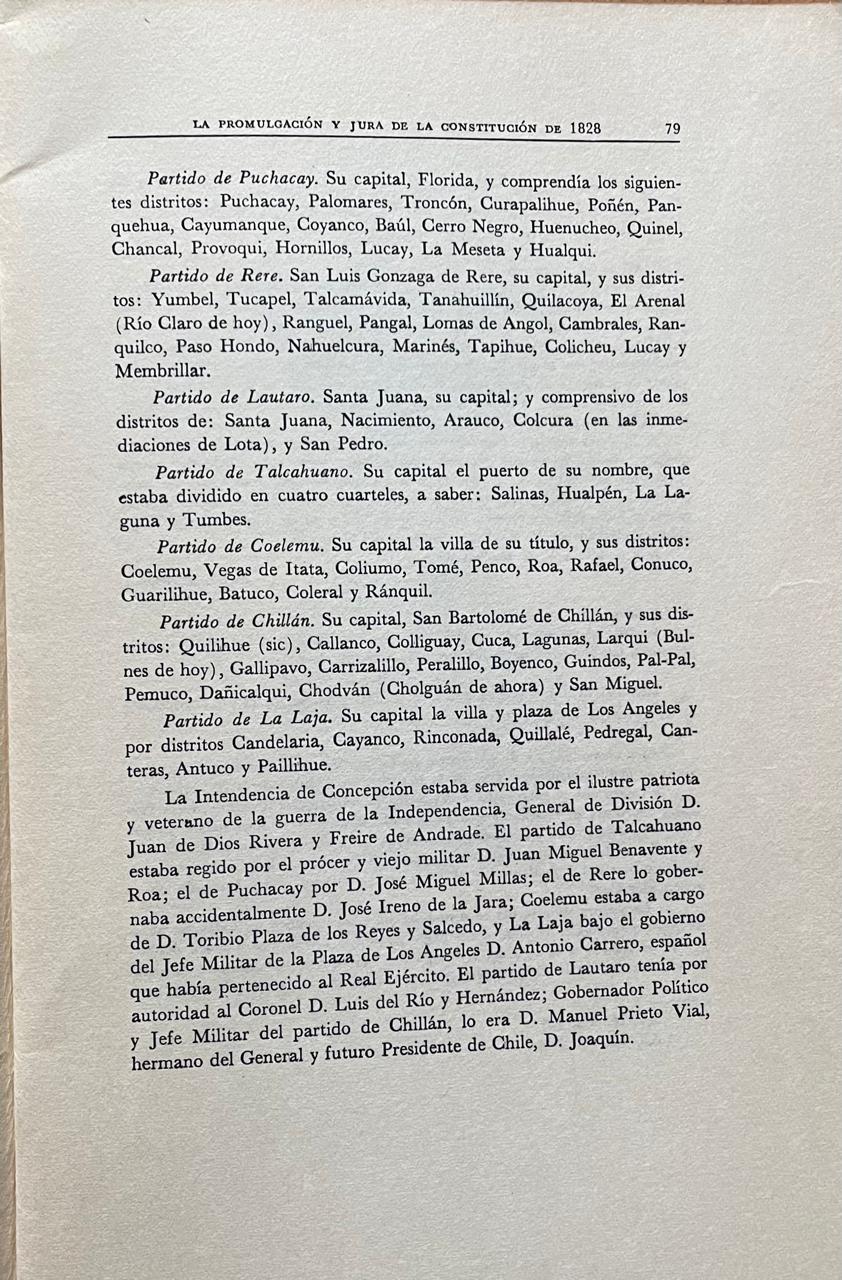 LA PROMULGACIÓN Y JURA DE LA CONSTITUCIÓN DE 1828 79
Partido de Puchacay. Su capital, Florida, y comprendía los siguien-
tes distritos: Puchacay, Palomares, Troncón, Curapalihue, Poñén, Pan-
quehua, Cayumanque, Coyanco, Baúl, Cerro Negro, Huenucheo, Quinel,
Chancal, Provoqui, Hornillos, Lucay, La Meseta y Hualqui.
Partido de Rere. San Luis Gonzaga de Rere, su capital, y sus distri-
tos: Yumbel, Tucapel, Talcamávida, Tanahuillín, Quilacoya, El Arenal
(Río Claro de hoy), Ranguel, Pangal, Lomas de Angol, Cambrales, Ran-
quilco, Paso Hondo, Nahuelcura, Marinés, Tapihue, Colicheu, Lucay y
Membrillar.
Partido de Lautaro. Santa Juana, su capital; y comprensivo de los
distritos de: Santa Juana, Nacimiento, Arauco, Colcura (en las inme-
diaciones de Lota), y San Pedro.
Partido de Talcahuano. Su capital el puerto de su nombre, que
estaba dividido en cuatro cuarteles, a saber: Salinas, Hualpén, La La-
guna y Tumbes.
Partido de Coelemu. Su capital la villa de su título, y sus distritos:
Coelemu, Vegas de Itata, Coliumo, Tomé, Penco, Roa, Rafael, Conuco,
Guarilihue, Batuco, Coleral y Ránquil.
Partido de Chillán. Su capital, San Bartolomé de Chíllán, y sus dis-
tritos: Quilihue (sic), Callanco, Colliguay, Cuca, Lagunas, Larqui (Bul-
nes de hoy), Gallipavo, Carrizalillo, Peralillo, Boyenco, Guindos, Pal-Pal,
Pemuco, Dañicalqui, Chodván (Cholguán de ahora) y San Miguel.
Partido de La Laja. Su capital la villa y plaza de Los Angeles y
por distritos Candelaria, Cayanco, Rinconada, Quillalé, Pedregal, Can-
teras, Antuco y Paillihue.
La Intendencia de Concepción estaba servida por el ilustre patriota
y veterano de la guerra de la Independencia, General de División D.
Juan de Dios Rivera y Freire de Andrade. El partido de Talcahuano
estaba regido por el prócer y viejo militar D. Juan Miguel Benavente y
Roa; el de Puchacay por D. José Miguel Millas; el de Rere lo gober-
naba accidentalmente D. José Ireno de la Jara; Coelemu estaba a cargo
de D. Toribio Plaza de los Reyes y Salcedo, y La Laja bajo el gobierno
del Jefe Militar de la Plaza de Los Angeles D. Antonio Carrero, español
que había pertenecido al Real Ejército. El partido de Lautaro tenía por
autoridad al Coronel D. Luis del Río y Hernández; Gobernador Político
y Jefe Militar del partido de Chillán, lo era D. Manuel Prieto Vial,
hermano del General y futuro Presidente de Chile, D. Joaquín.